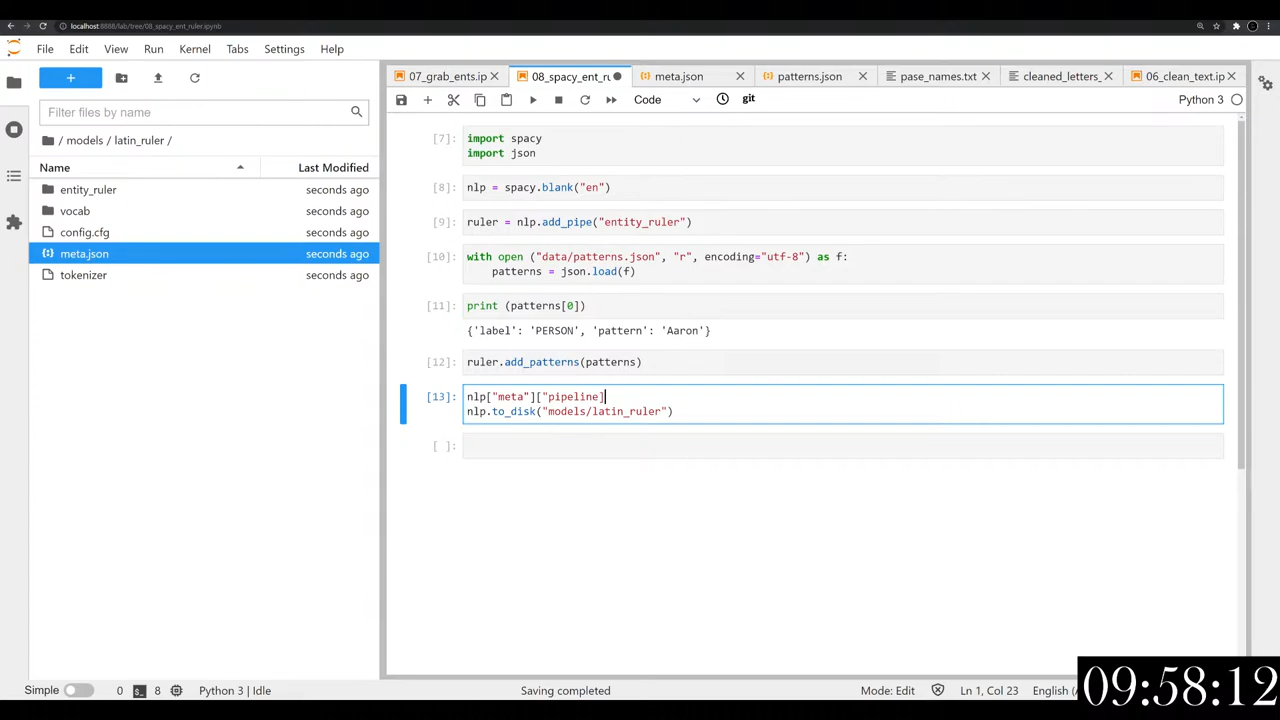 localhost:8888/lab/tree/08_spacy_ent_ruler.ipynb
File Edit View Run Kernel Tabs Settings Help
07_grab_ents.ip 08_spacy_ent_ru meta.json patterns.json pase_names.txt cleaned_letters_ 06_clean_text.ip
Code git Python 3
Filter files by name
/ models / latin_ruler /
Name Last Modified
entity_ruler seconds ago
vocab seconds ago
config.cfg seconds ago
meta.json seconds ago
tokenizer seconds ago
[7]: import spacy
import json
[8]: nlp = spacy.blank("en")
[9]: ruler = nlp.add_pipe("entity_ruler")
[10]: with open ("data/patterns.json", "r", encoding="utf-8") as f:
patterns = json.load(f)
[11]: print (patterns[0])
{'label': 'PERSON', 'pattern': 'Aaron'}
[12]: ruler.add_patterns(patterns)
[13]: nlp["meta"]["pipeline]
nlp.to_disk("models/latin_ruler")
[ ]:
Simple 0 $_ 8 Python 3 | Idle Saving completed Mode: Edit Ln 1, Col 23 English (
09:58:12